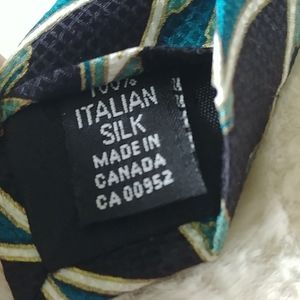 100%
ITALIAN
SILK
MADE IN
CANADA
CA 00952